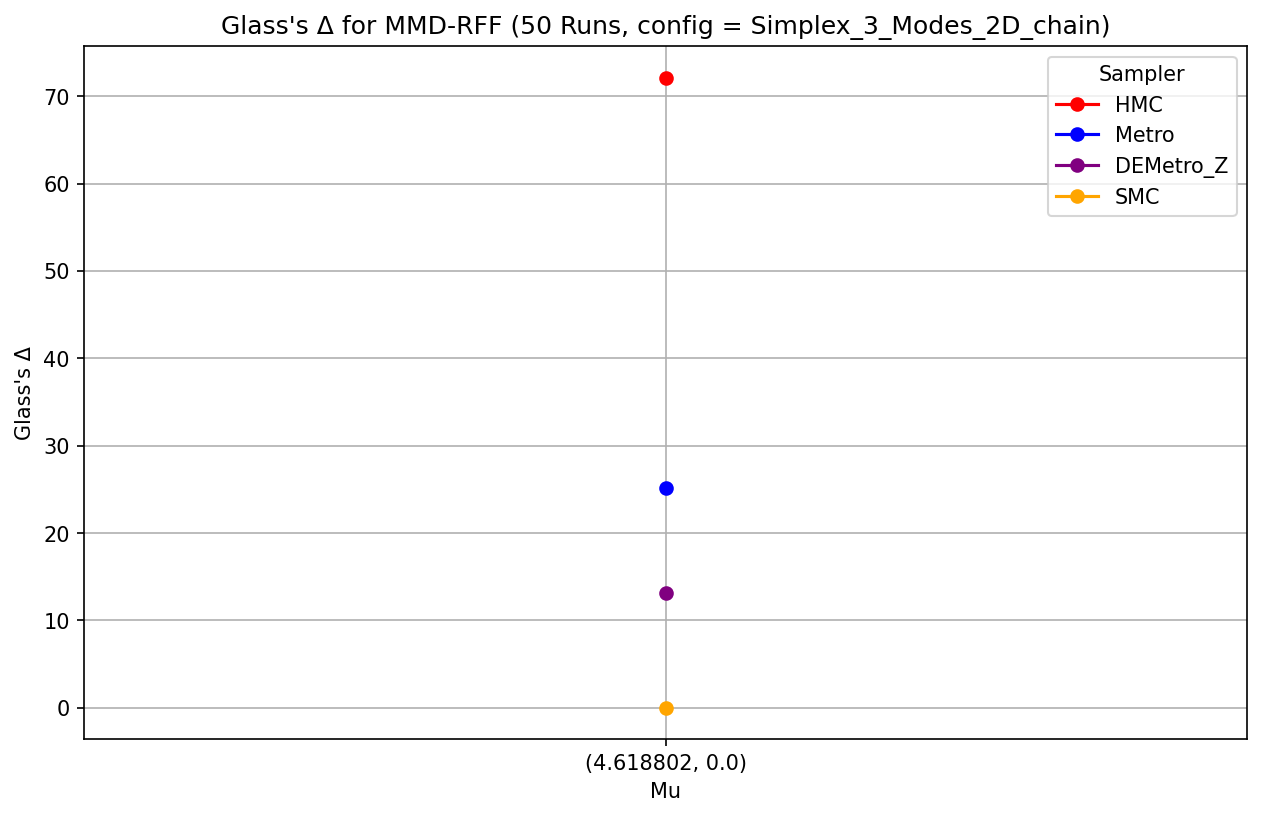 Glass's Δ for MMD-RFF (50 Runs, config = Simplex_3_Modes_2D_chain)
Sampler
HMC
Metro
DEMetro_Z
SMC
Glass's Δ
70
60
50
40
30
20
10
0
(4.618802, 0.0)
Mu